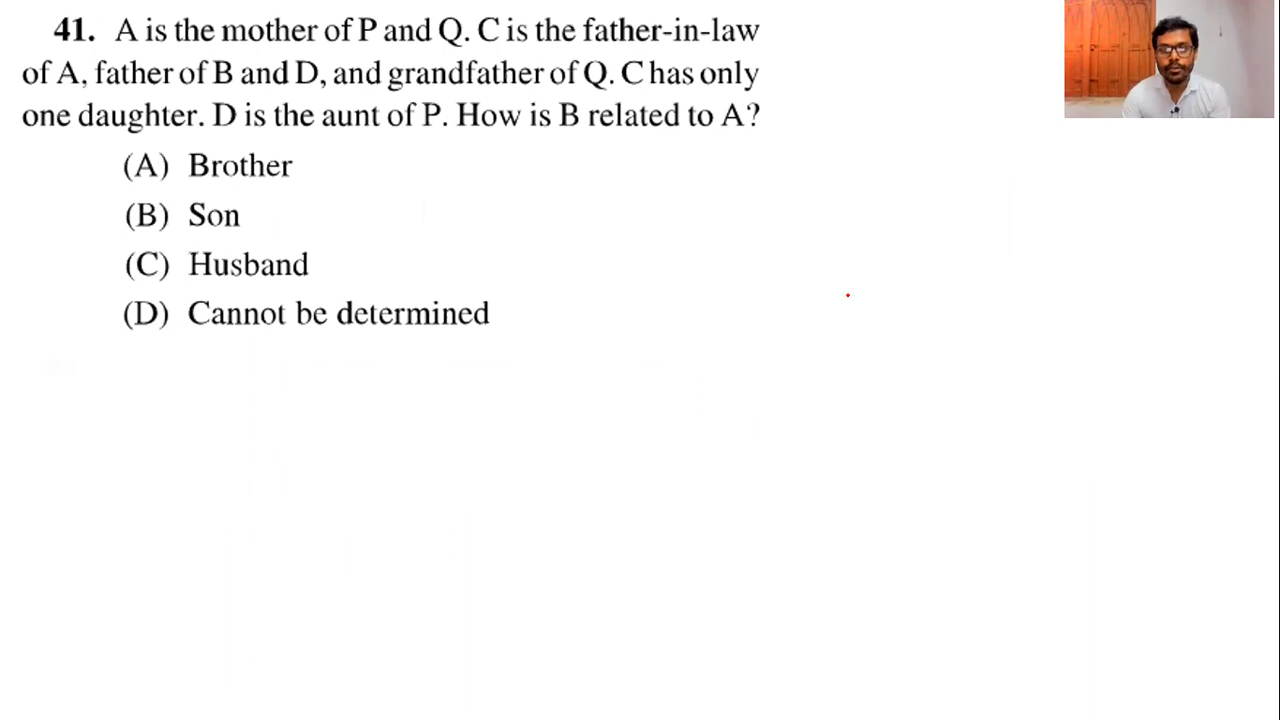 41. A is the mother of P and Q. C is the father-in-law
of A, father of B and D, and grandfather of Q. C has only
one daughter. D is the aunt of P. How is B related to A?
(A) Brother
(B) Son
(C) Husband
(D) Cannot be determined